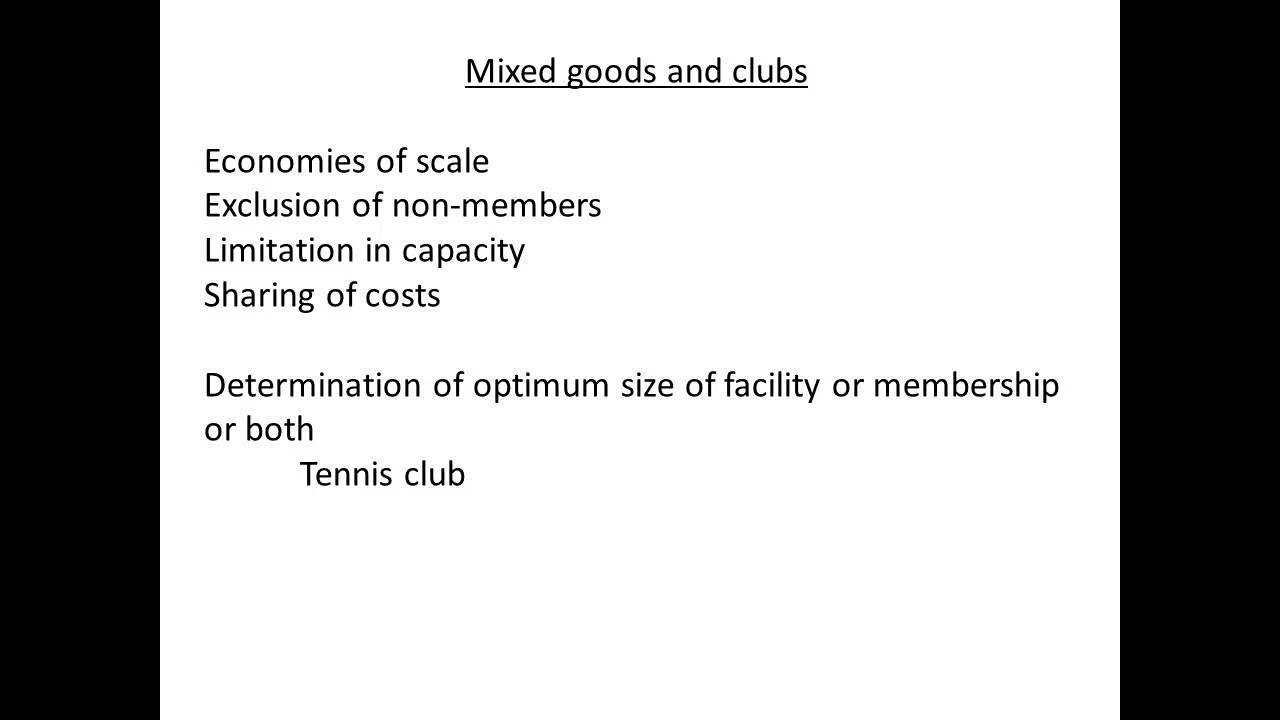 Mixed goods and clubs
Economies of scale
Exclusion of non-members
Limitation in capacity
Sharing of costs
Determination of optimum size of facility or membership
or both
Tennis club